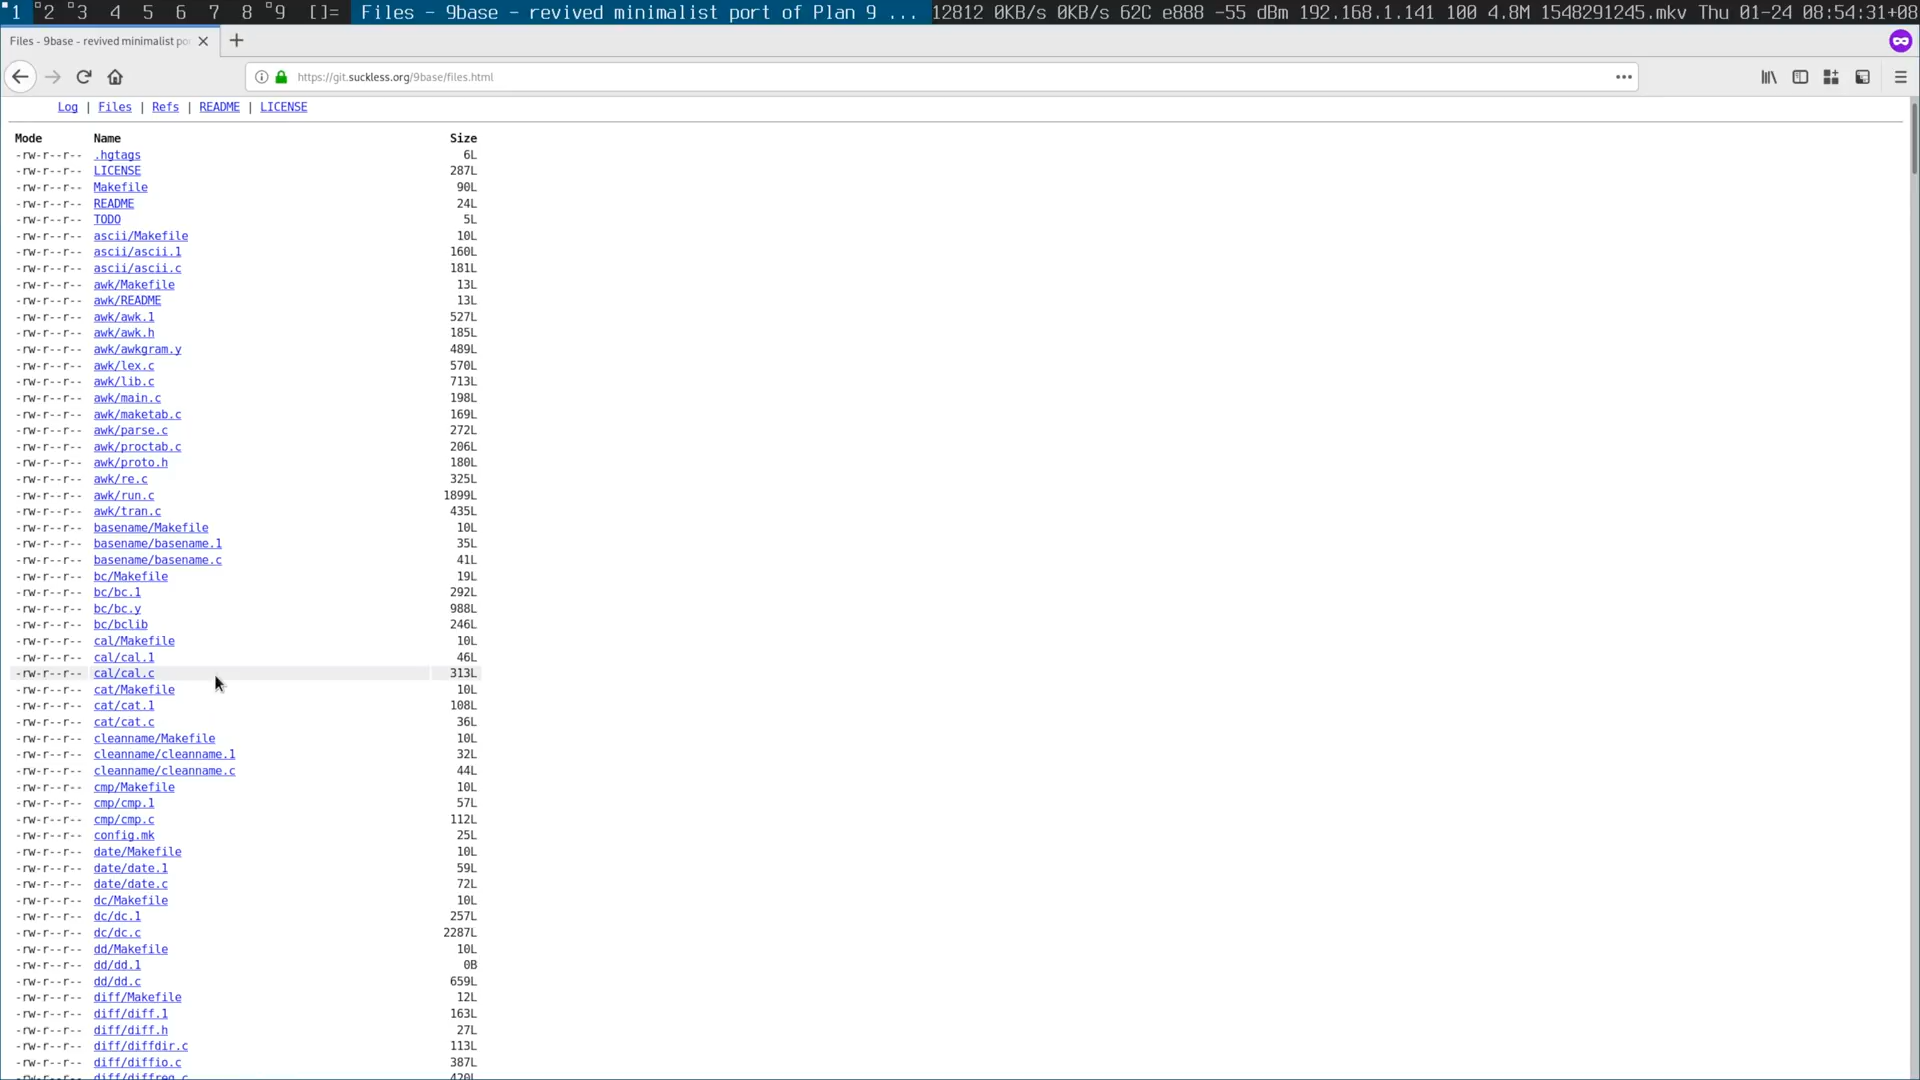 1 2 3 4 5 6 7 8 9 []= Files - 9base - revived minimalist port of Plan 9 ... 12812 0KB/s 0KB/s 62C e888 -55 dBm 192.168.1.141 100 4.8M 1548291245.mkv Thu 01-24 08:54:31+08
Files - 9base - revived minimalist po
https://git.suckless.org/9base/files.html
Log | Files | Refs | README | LICENSE
Mode Name Size
-rw-r--r-- .hgtags 6L
-rw-r--r-- LICENSE 287L
-rw-r--r-- Makefile 90L
-rw-r--r-- README 24L
-rw-r--r-- TODO 5L
-rw-r--r-- ascii/Makefile 10L
-rw-r--r-- ascii/ascii.1 160L
-rw-r--r-- ascii/ascii.c 181L
-rw-r--r-- awk/Makefile 13L
-rw-r--r-- awk/README 13L
-rw-r--r-- awk/awk.1 527L
-rw-r--r-- awk/awk.h 185L
-rw-r--r-- awk/awkgram.y 489L
-rw-r--r-- awk/lex.c 570L
-rw-r--r-- awk/lib.c 713L
-rw-r--r-- awk/main.c 198L
-rw-r--r-- awk/maketab.c 169L
-rw-r--r-- awk/parse.c 272L
-rw-r--r-- awk/proctab.c 206L
-rw-r--r-- awk/proto.h 180L
-rw-r--r-- awk/re.c 325L
-rw-r--r-- awk/run.c 1899L
-rw-r--r-- awk/tran.c 435L
-rw-r--r-- basename/Makefile 10L
-rw-r--r-- basename/basename.1 35L
-rw-r--r-- basename/basename.c 41L
-rw-r--r-- bc/Makefile 19L
-rw-r--r-- bc/bc.1 292L
-rw-r--r-- bc/bc.y 988L
-rw-r--r-- bc/bclib 246L
-rw-r--r-- cal/Makefile 10L
-rw-r--r-- cal/cal.1 46L
-rw-r--r-- cal/cal.c 313L
-rw-r--r-- cat/Makefile 10L
-rw-r--r-- cat/cat.1 108L
-rw-r--r-- cat/cat.c 36L
-rw-r--r-- cleanname/Makefile 10L
-rw-r--r-- cleanname/cleanname.1 32L
-rw-r--r-- cleanname/cleanname.c 44L
-rw-r--r-- cmp/Makefile 10L
-rw-r--r-- cmp/cmp.1 57L
-rw-r--r-- cmp/cmp.c 112L
-rw-r--r-- config.mk 25L
-rw-r--r-- date/Makefile 10L
-rw-r--r-- date/date.1 59L
-rw-r--r-- date/date.c 72L
-rw-r--r-- dc/Makefile 10L
-rw-r--r-- dc/dc.1 257L
-rw-r--r-- dc/dc.c 2287L
-rw-r--r-- dd/Makefile 10L
-rw-r--r-- dd/dd.1 0B
-rw-r--r-- dd/dd.c 659L
-rw-r--r-- diff/Makefile 12L
-rw-r--r-- diff/diff.1 163L
-rw-r--r-- diff/diff.h 27L
-rw-r--r-- diff/diffdir.c 113L
-rw-r--r-- diff/diffio.c 387L
-rw-r--r-- diff/diffreg.c 420L